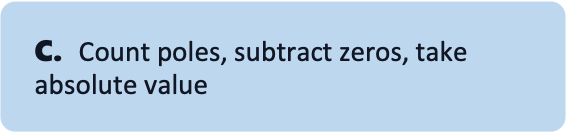 C. Count poles, subtract zeros, take
absolute value